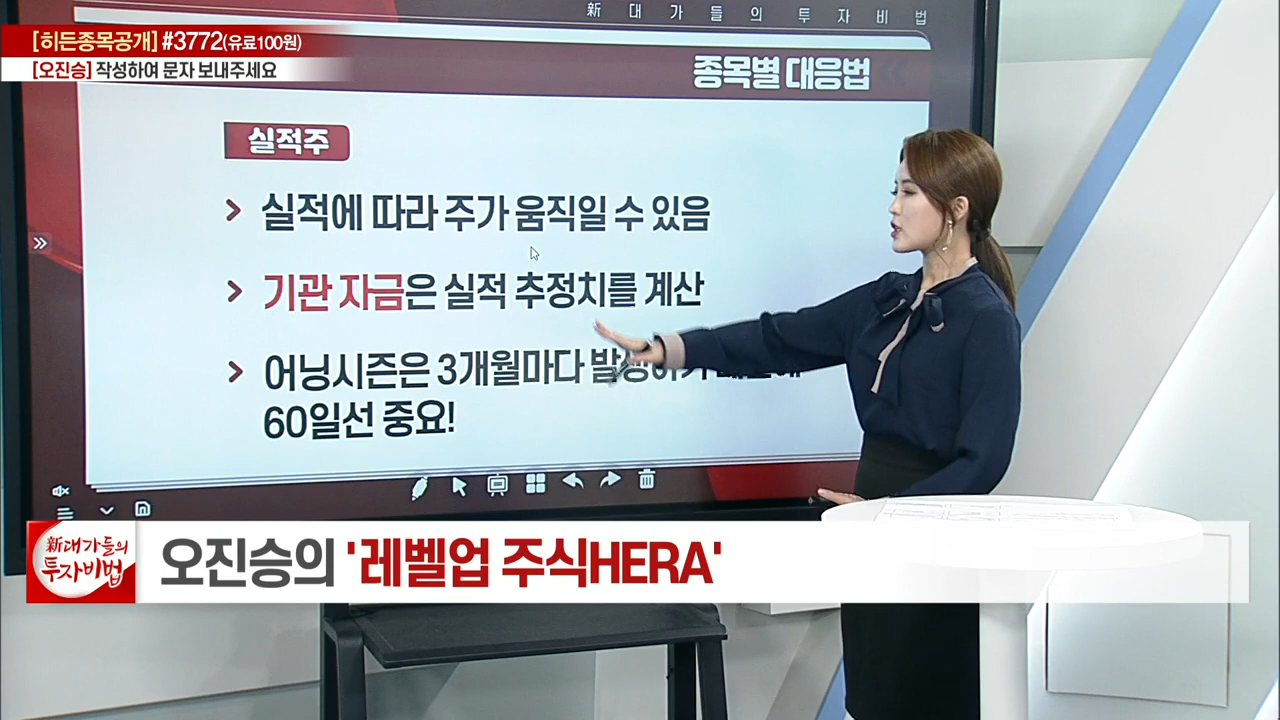 新 대 가 들 의 투 자 비 법
[히든종목공개] #3772(유료100원)
[오진승] 작성하여 문자 보내주세요
종목별 대응법
실적주
실적에 따라 주가 움직일 수 있음
기관 자금은 실적 추정치를 계산
어닝시즌은 3개월마다
60일선 중요!
新대가들의
투자비법
오진승의 '레벨업 주식HERA'